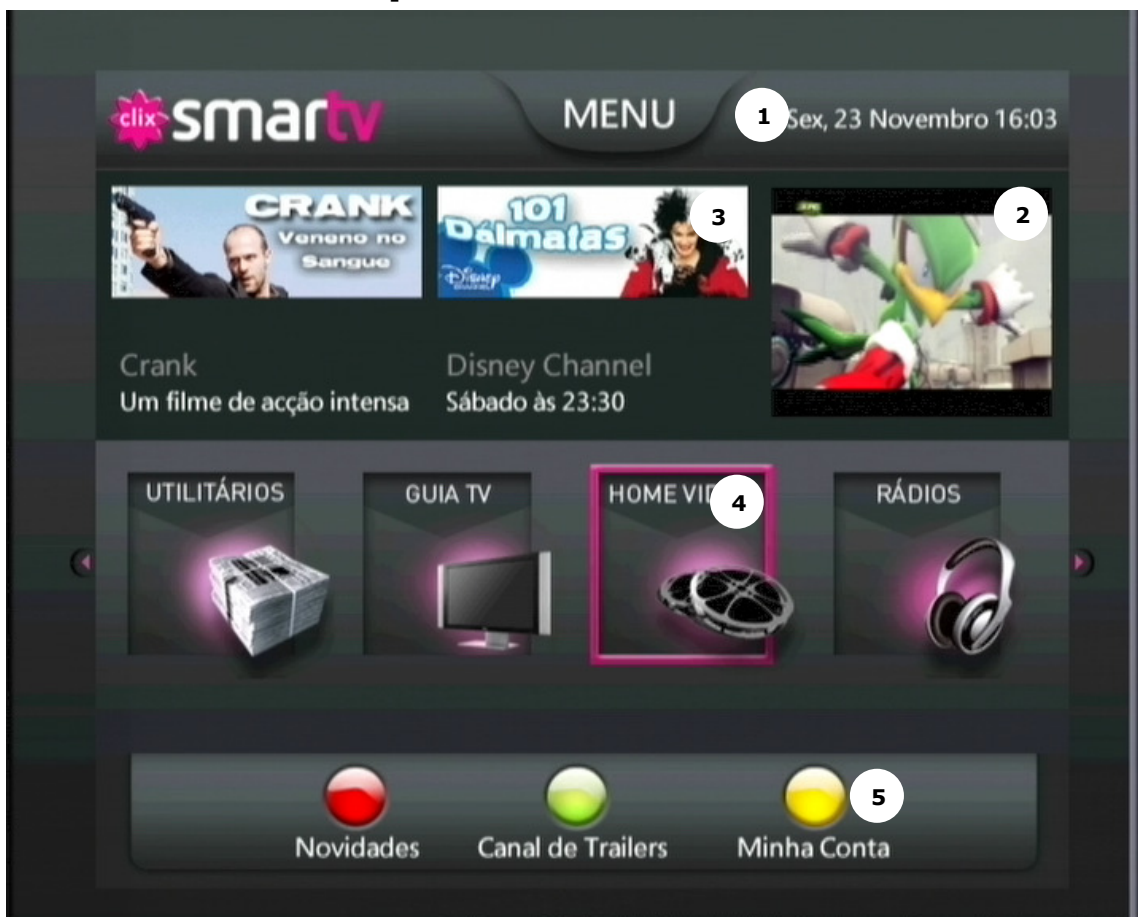 clix smartv
MENU
1
Sex, 23 Novembro 16:03
CRANK
Veneno no
Sangue
101
Dálmatas
Disney
CHANNEL
3
2
Crank
Um filme de acção intensa
Disney Channel
Sábado às 23:30
UTILITÁRIOS
GUIA TV
HOME VI
4
RÁDIOS
5
Novidades
Canal de Trailers
Minha Conta